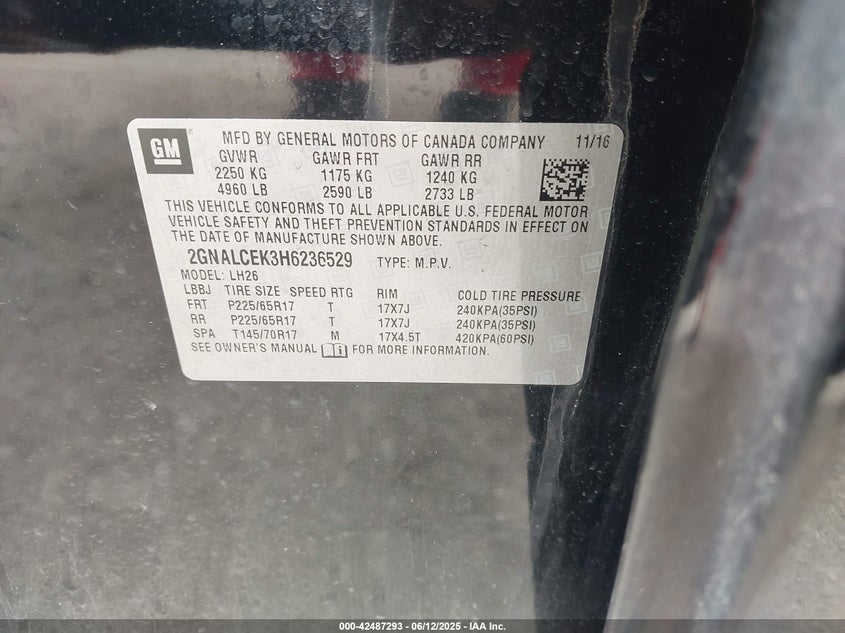 GM MFD BY GENERAL MOTORS OF CANADA COMPANY 11/16
GVWR GAWR FRT GAWR RR
2250 KG 1175 KG 1240 KG
4960 LB 2590 LB 2733 LB
THIS VEHICLE CONFORMS TO ALL APPLICABLE U.S. FEDERAL MOTOR
VEHICLE SAFETY AND THEFT PREVENTION STANDARDS IN EFFECT ON
THE DATE OF MANUFACTURE SHOWN ABOVE.
2GNALCEK3H6236529 TYPE: M.P.V.
MODEL: LH26
LBBJ TIRE SIZE SPEED RTG RIM COLD TIRE PRESSURE
FRT P225/65R17 T 17X7J 240KPA(35PSI)
RR P225/65R17 T 17X7J 240KPA(35PSI)
SPA T145/70R17 M 17X4.5T 420KPA(60PSI)
SEE OWNER'S MANUAL i FOR MORE INFORMATION.
000-42487293 - 06/12/2025 - IAA Inc.